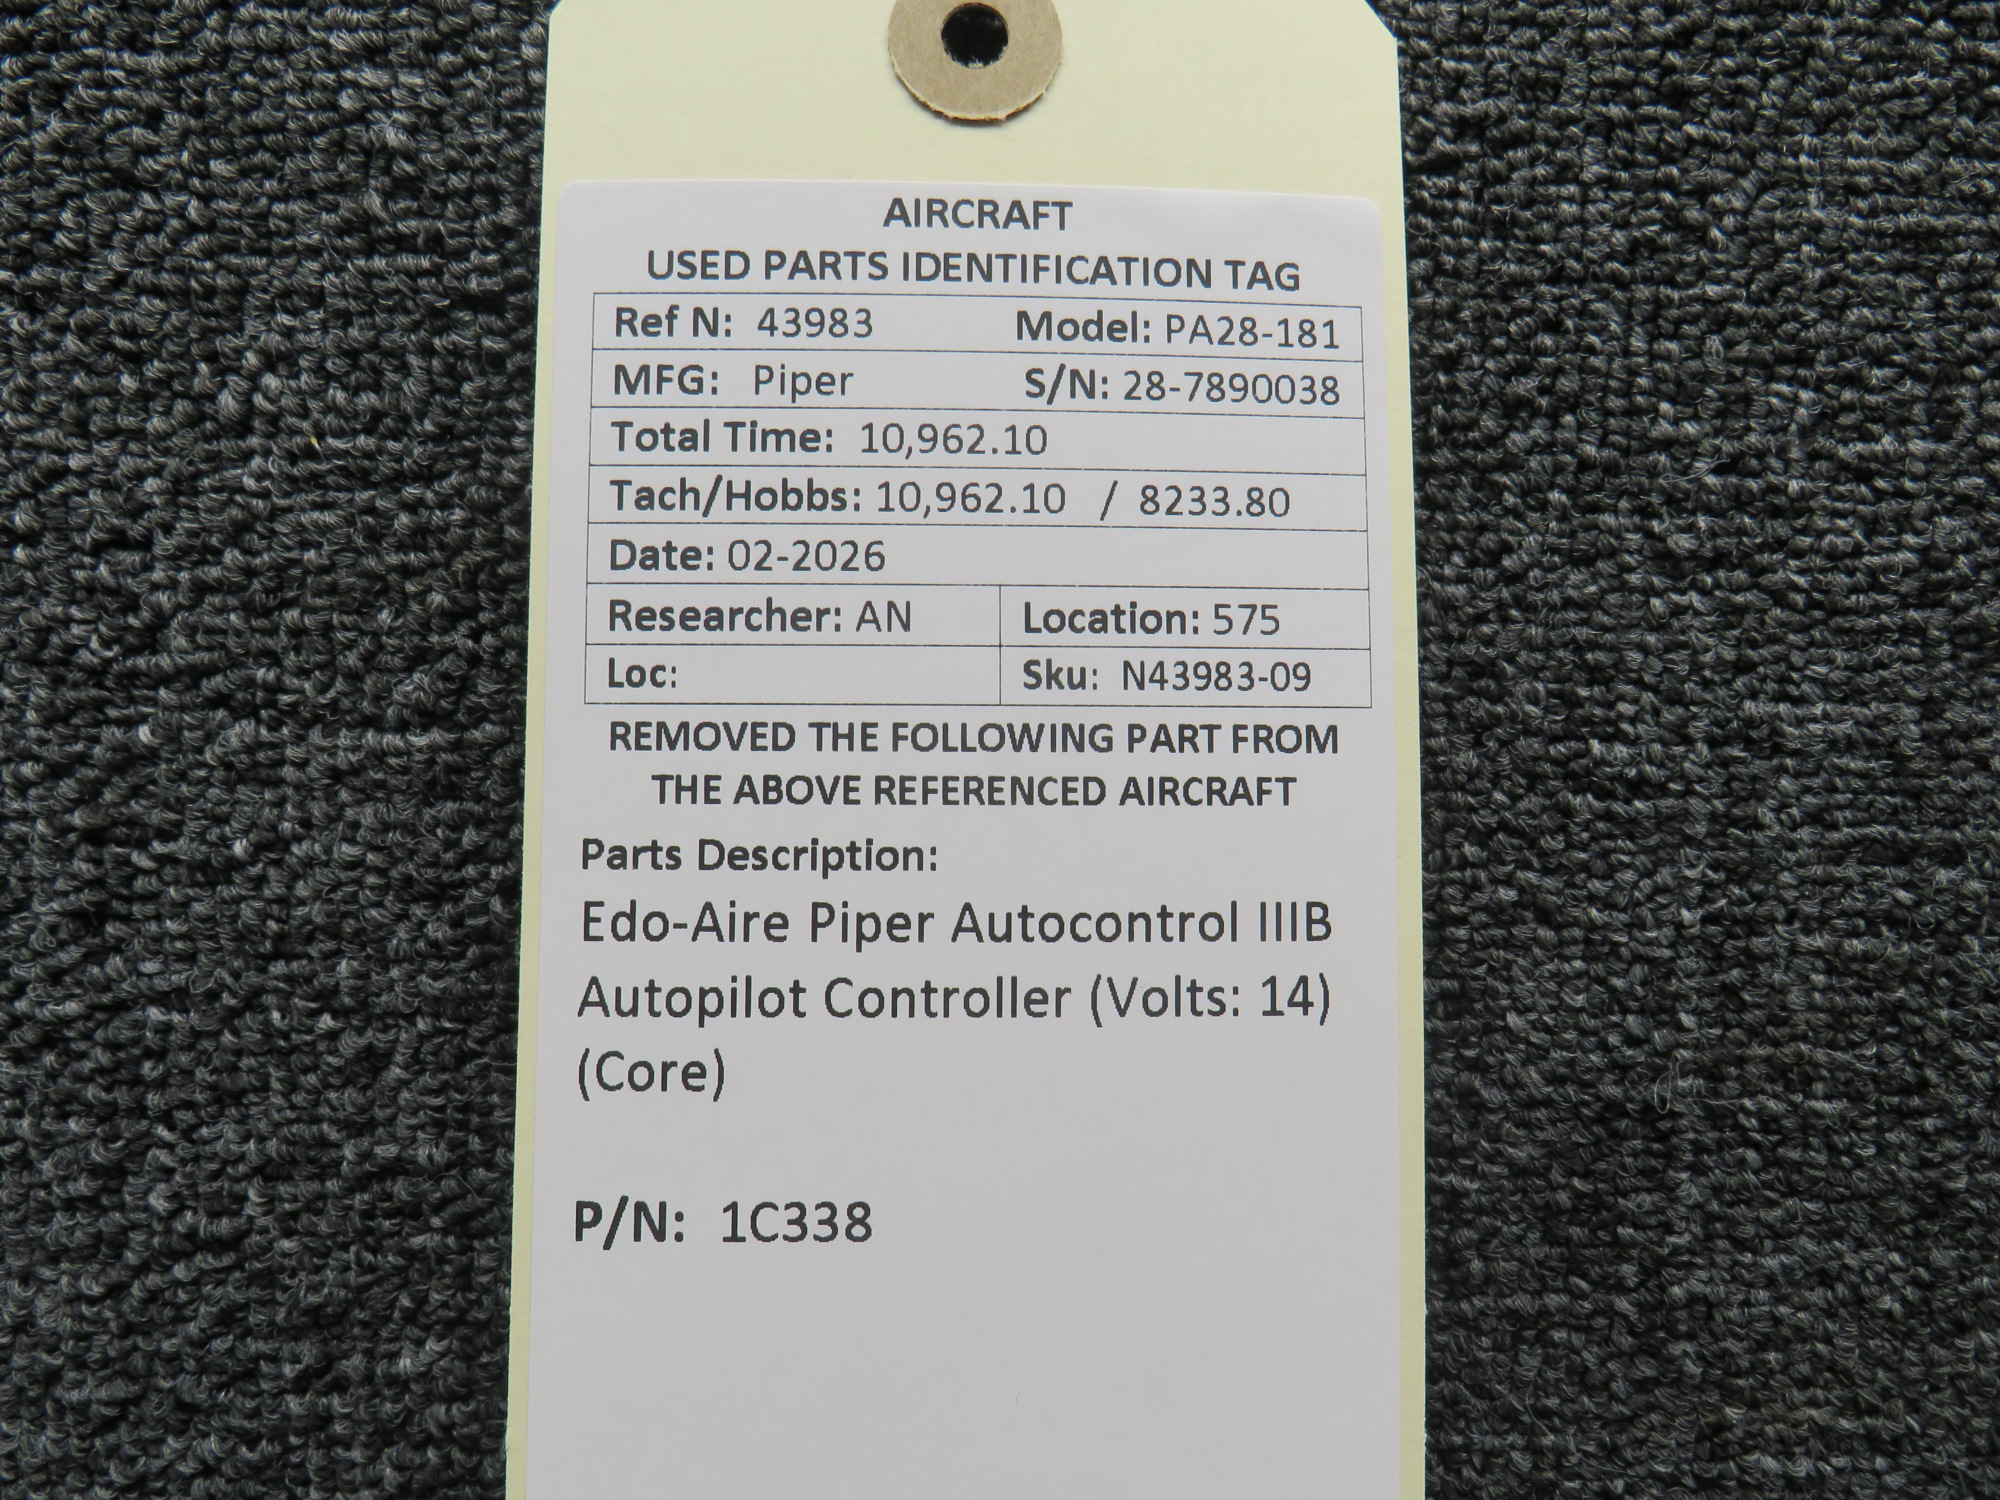 AIRCRAFT
USED PARTS IDENTIFICATION TAG
Ref N: 43983 Model: PA28-181
MFG: Piper S/N: 28-7890038
Total Time: 10,962.10
Tach/Hobbs: 10,962.10 / 8233.80
Date: 02-2026
Researcher: AN Location: 575
Loc: Sku: N43983-09
REMOVED THE FOLLOWING PART FROM
THE ABOVE REFERENCED AIRCRAFT
Parts Description:
Edo-Aire Piper Autocontrol IIIB
Autopilot Controller (Volts: 14)
(Core)
P/N: 1C338